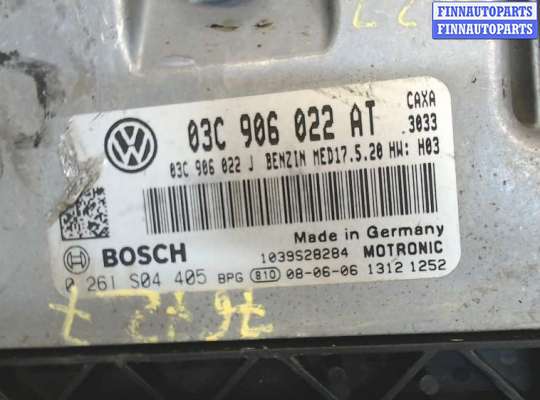 FINNAUTOPARTS
FINNAUTOPARTS
FINNAUTOPARTS
03C 906 022 AT CAXA
3033
03C 906 022 J BENZIN MED17.5.20 HW: H03
Made in Germany
BOSCH 1039S28284 MOTRONIC
0 261 S04 405 BPG 810 08-06-06 1312 1252